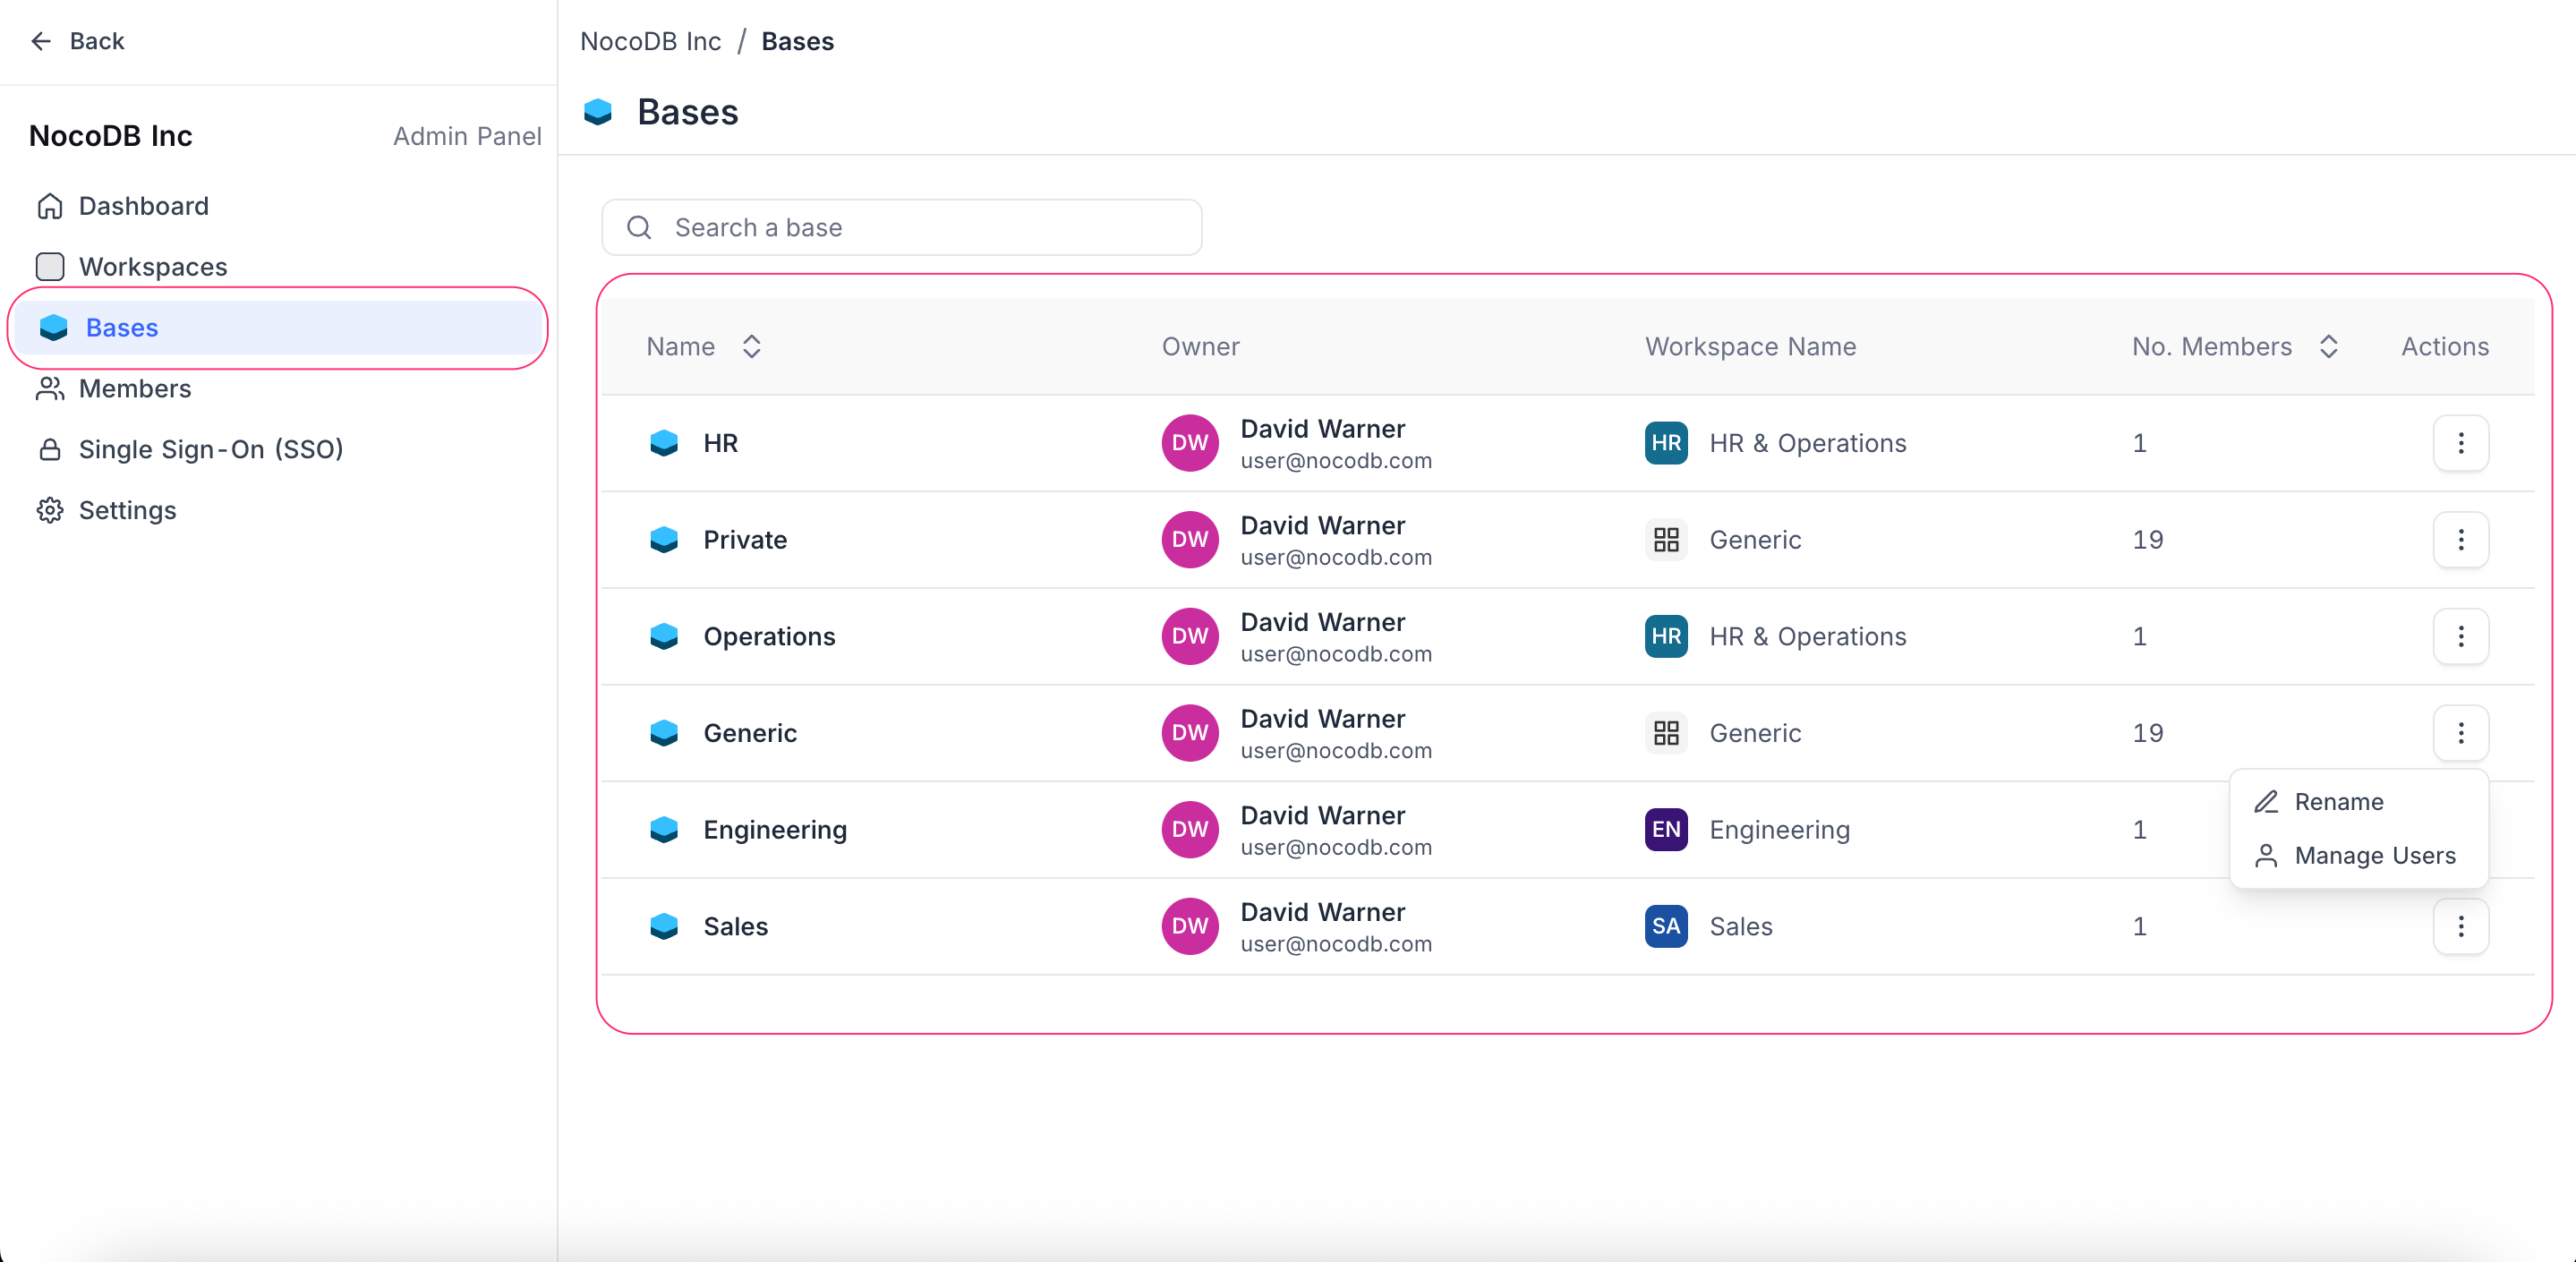 Back
NocoDB Inc / Bases
NocoDB Inc Admin Panel
Dashboard
Workspaces
Bases
Members
Single Sign-On (SSO)
Settings
Bases
Search a base
Name Owner Workspace Name No. Members Actions
HR DW David Warner user@nocodb.com HR HR & Operations 1
Private DW David Warner user@nocodb.com Generic 19
Operations DW David Warner user@nocodb.com HR HR & Operations 1
Generic DW David Warner user@nocodb.com Generic 19
Rename
Manage Users
Engineering DW David Warner user@nocodb.com EN Engineering 1
Sales DW David Warner user@nocodb.com SA Sales 1